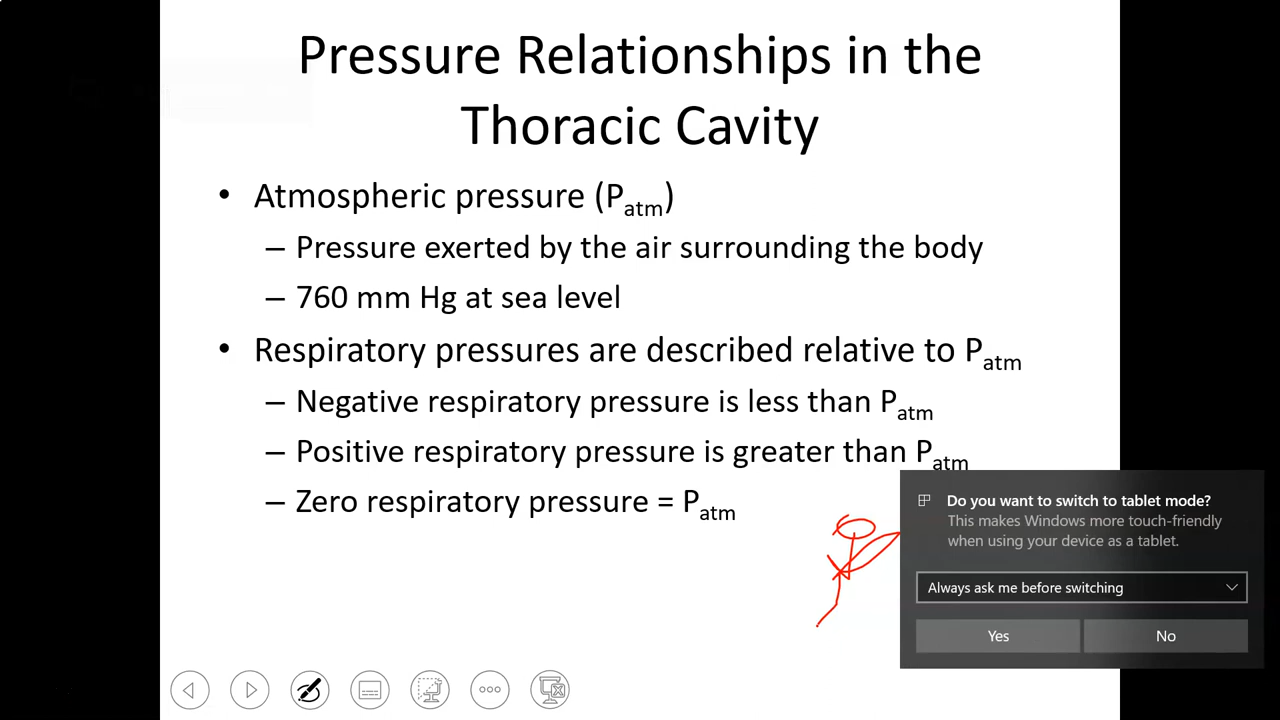 Pressure Relationships in the
Thoracic Cavity
• Atmospheric pressure (Patm)
– Pressure exerted by the air surrounding the body
– 760 mm Hg at sea level
• Respiratory pressures are described relative to Patm
– Negative respiratory pressure is less than Patm
– Positive respiratory pressure is greater than Patm
– Zero respiratory pressure = Patm
Do you want to switch to tablet mode?
This makes Windows more touch-friendly
when using your device as a tablet.
Always ask me before switching
Yes No